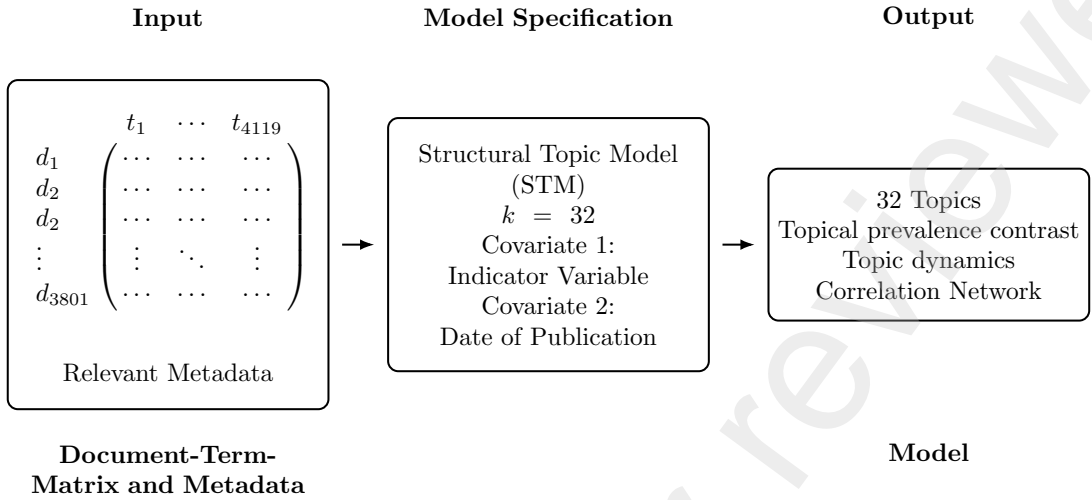 Input
Model Specification
Output
t1 ⋯ t4119
d1 ⋯ ⋯ ⋯
d2 ⋯ ⋯ ⋯
d2 ⋯ ⋯ ⋯
⋮ ⋮ ⋱ ⋮
d3801 ⋯ ⋯ ⋯
Relevant Metadata
Structural Topic Model
(STM)
k = 32
Covariate 1:
Indicator Variable
Covariate 2:
Date of Publication
32 Topics
Topical prevalence contrast
Topic dynamics
Correlation Network
Document-Term-
Matrix and Metadata
Model